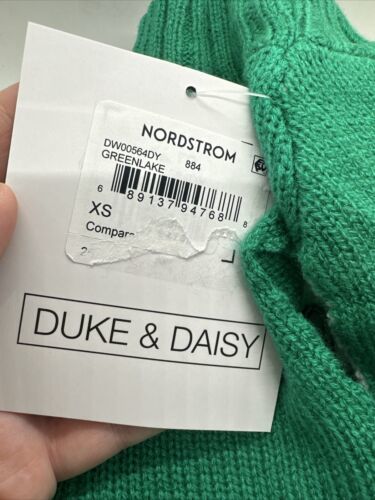 NORDSTROM
DW00564DY 884
GREENLAKE
6 89137 94768 8
XS
DUKE & DAISY